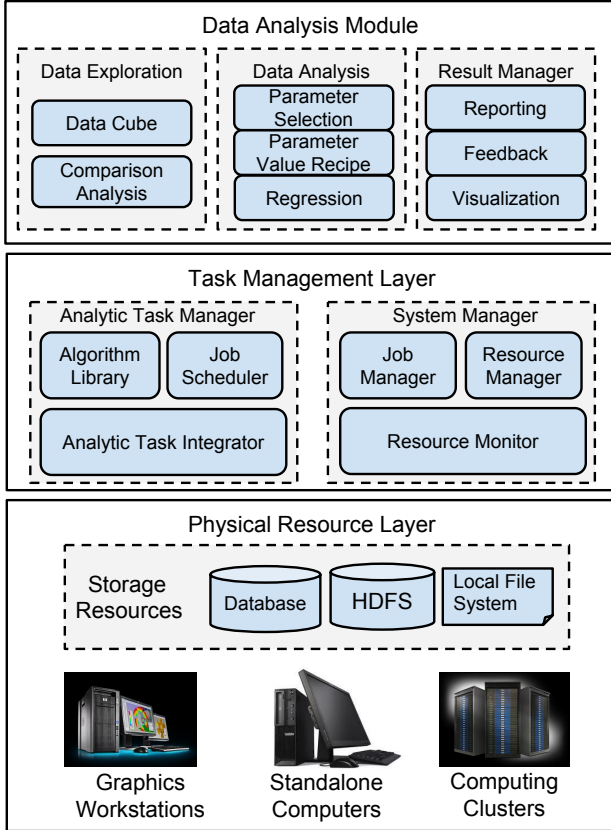 Data Analysis Module
Data Exploration
Data Cube
Comparison
Analysis
Data Analysis
Parameter
Selection
Parameter
Value Recipe
Regression
Result Manager
Reporting
Feedback
Visualization
Task Management Layer
Analytic Task Manager
Algorithm
Library
Job
Scheduler
Analytic Task Integrator
System Manager
Job
Manager
Resource
Manager
Resource Monitor
Physical Resource Layer
Storage
Resources
Database
HDFS
Local File
System
Graphics
Workstations
Standalone
Computers
Computing
Clusters